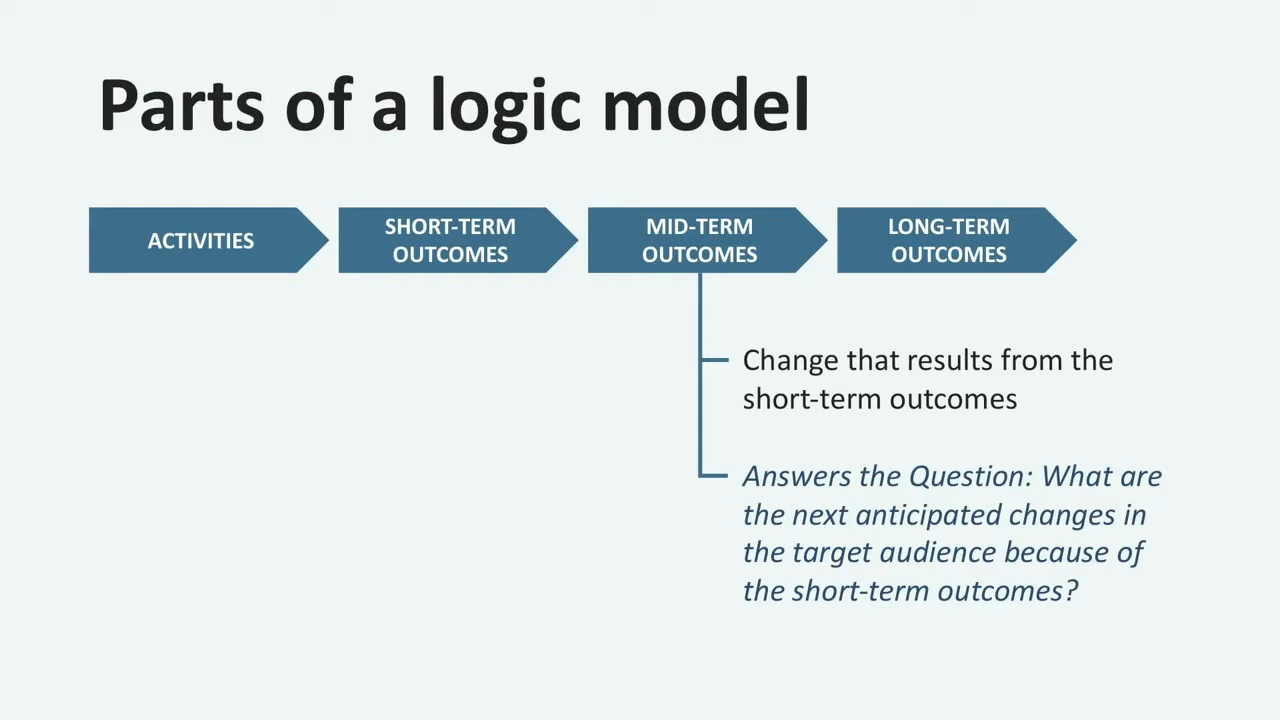 Parts of a logic model
ACTIVITIES
SHORT-TERM
OUTCOMES
MID-TERM
OUTCOMES
LONG-TERM
OUTCOMES
Change that results from the
short-term outcomes
Answers the Question: What are
the next anticipated changes in
the target audience because of
the short-term outcomes?